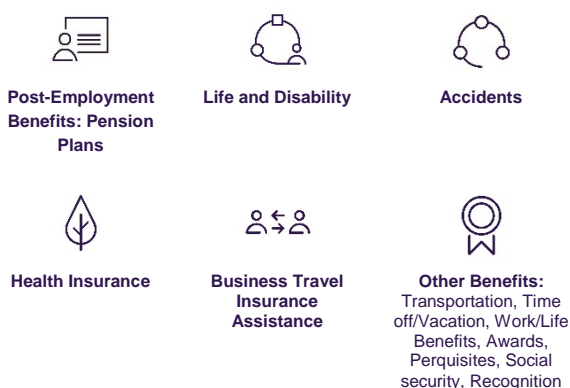 Post-Employment
Benefits: Pension
Plans
Life and Disability
Accidents
Health Insurance
Business Travel
Insurance
Assistance
Other Benefits:
Transportation, Time
off/Vacation, Work/Life
Benefits, Awards,
Perquisites, Social
security, Recognition